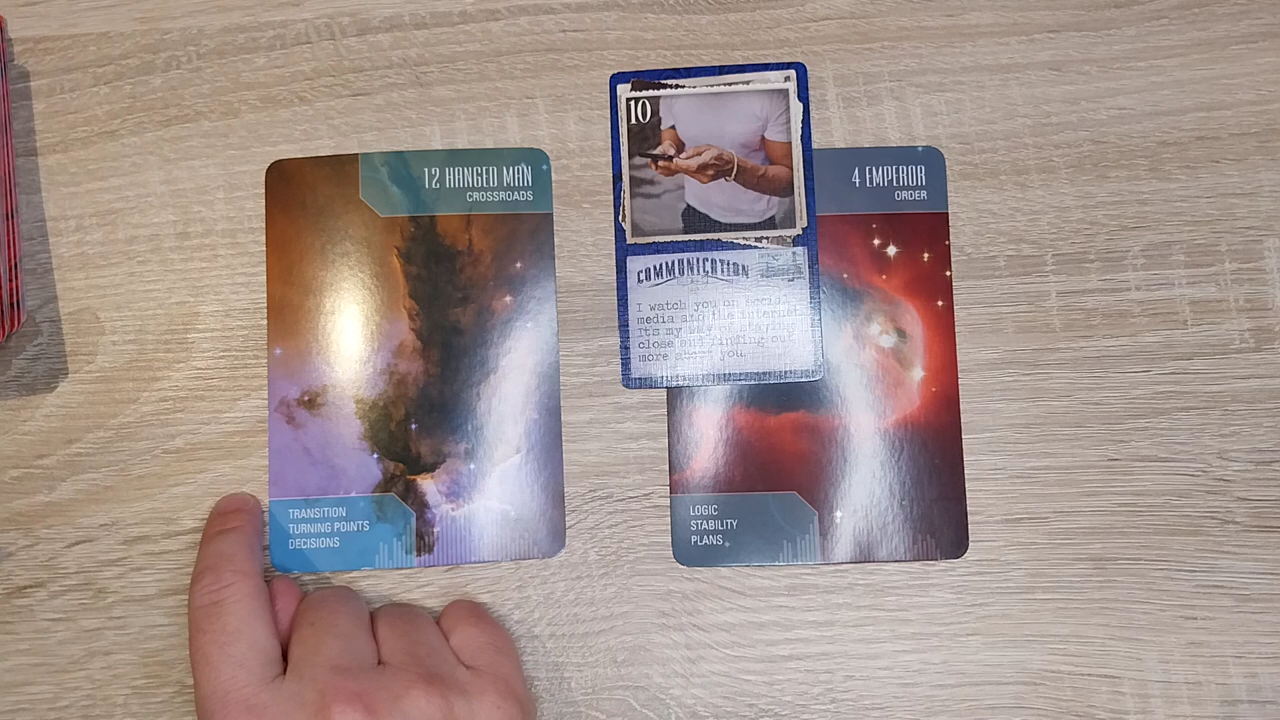 12 HANGED MAN
CROSSROADS
TRANSITION
TURNING POINTS
DECISIONS
10
COMMUNICATION
I watch you on social
media and the internet.
It's my way of staying
close and finding out
more about you.
4 EMPEROR
ORDER
LOGIC
STABILITY
PLANS